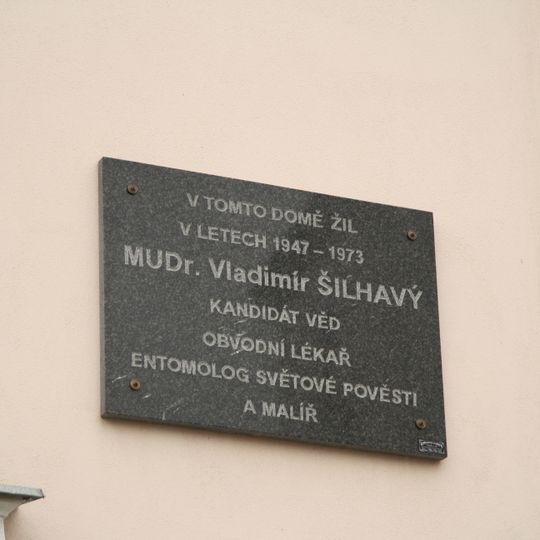 V TOMTO DOMĚ ŽIL
V LETECH 1947 – 1973
MUDr. Vladimír ŠILHAVÝ
KANDIDÁT VĚD
OBVODNÍ LÉKAŘ
ENTOMOLOG SVĚTOVÉ POVĚSTI
A MALÍŘ